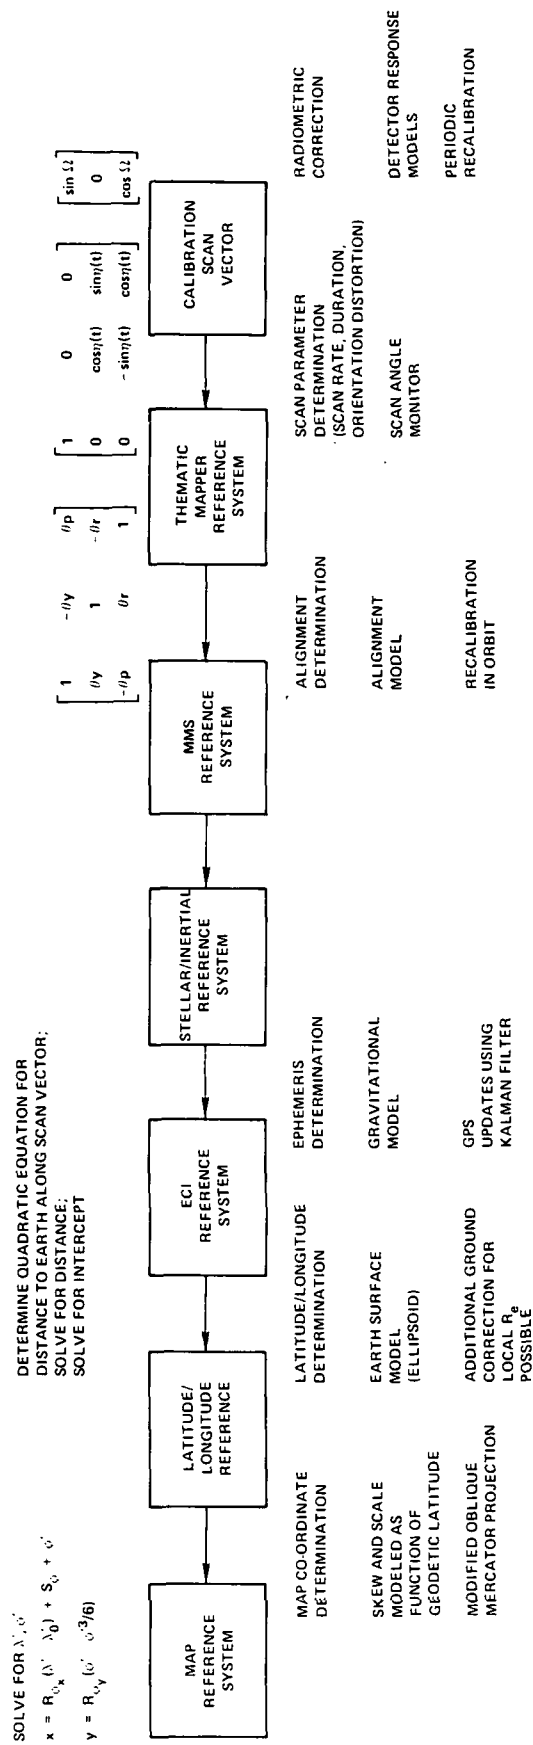 SOLVE FOR λ', φ'
x = Rφx (λ' λ'0) + Sφ + φ'
y = Rφy (φ' φ'3/6)
DETERMINE QUADRATIC EQUATION FOR
DISTANCE TO EARTH ALONG SCAN VECTOR;
SOLVE FOR DISTANCE;
SOLVE FOR INTERCEPT
1 -θy θp
θy 1 -θr
-θp θr 1
1 0 0
0 cosη(t) sinη(t)
0 - sinη(t) cosη(t)
sin Ω
0
cos Ω
MAP
REFERENCE
SYSTEM
LATITUDE/
LONGITUDE
REFERENCE
ECI
REFERENCE
SYSTEM
STELLAR/INERTIAL
REFERENCE
SYSTEM
MMS
REFERENCE
SYSTEM
THEMATIC
MAPPER
REFERENCE
SYSTEM
CALIBRATION
SCAN
VECTOR
MAP CO-ORDINATE
DETERMINATION
SKEW AND SCALE
MODELED AS
FUNCTION OF
GEODETIC LATITUDE
MODIFIED OBLIQUE
MERCATOR PROJECTION
LATITUDE/LONGITUDE
DETERMINATION
EARTH SURFACE
MODEL
(ELLIPSOID)
ADDITIONAL GROUND
CORRECTION FOR
LOCAL Re
POSSIBLE
EPHEMERIS
DETERMINATION
GRAVITATIONAL
MODEL
GPS
UPDATES USING
KALMAN FILTER
ALIGNMENT
DETERMINATION
ALIGNMENT
MODEL
RECALIBRATION
IN ORBIT
SCAN PARAMETER
DETERMINATION
(SCAN RATE, DURATION,
ORIENTATION DISTORTION)
SCAN ANGLE
MONITOR
RADIOMETRIC
CORRECTION
DETECTOR RESPONSE
MODELS
PERIODIC
RECALIBRATION